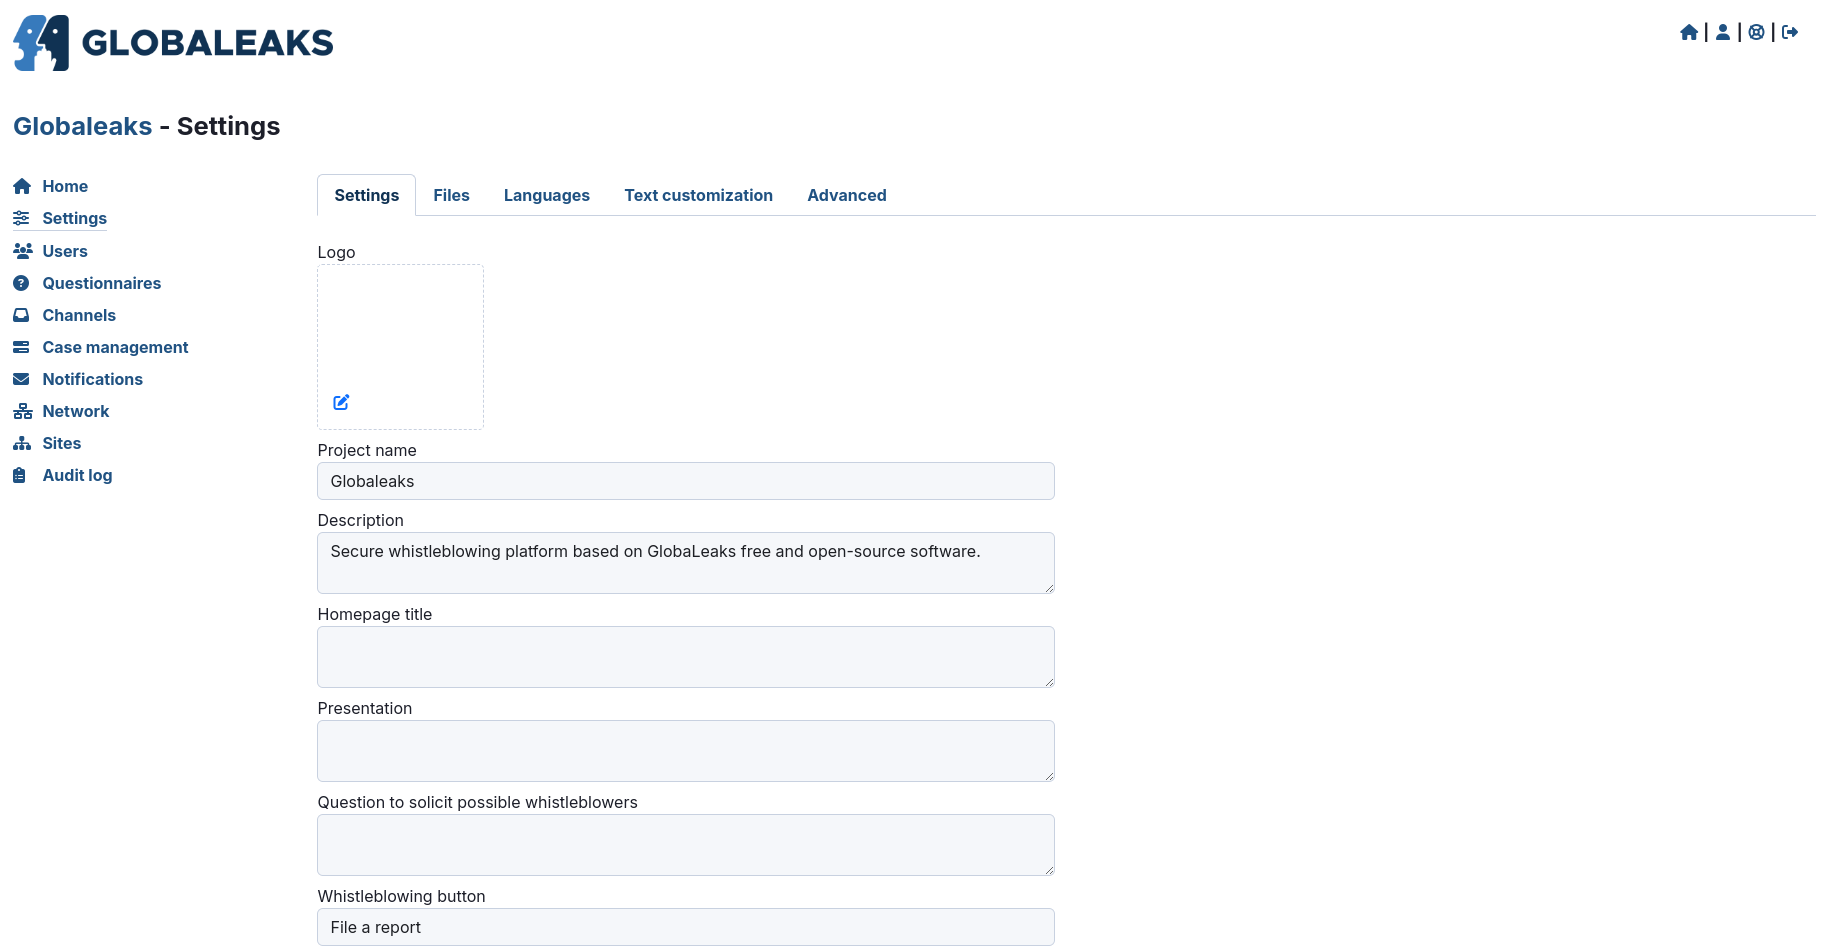 GLOBALEAKS
Globaleaks - Settings
Home
Settings
Users
Questionnaires
Channels
Case management
Notifications
Network
Sites
Audit log
Settings Files Languages Text customization Advanced
Logo
Project name
Globaleaks
Description
Secure whistleblowing platform based on GlobaLeaks free and open-source software.
Homepage title
Presentation
Question to solicit possible whistleblowers
Whistleblowing button
File a report